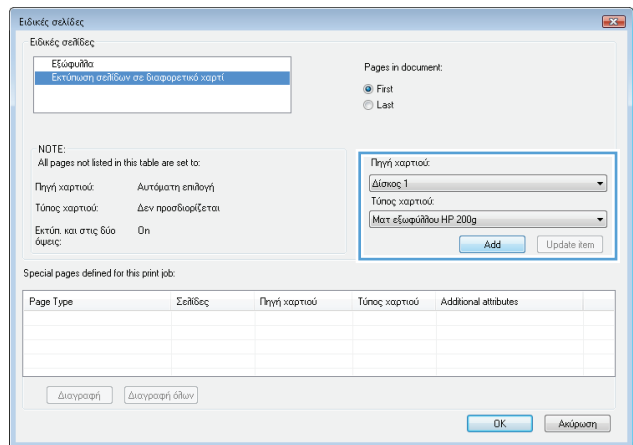 Ειδικές σελίδες
Ειδικές σελίδες
Εξώφυλλα
Εκτύπωση σελίδων σε διαφορετικό χαρτί
Pages in document:
First
Last
NOTE:
All pages not listed in this table are set to:
Πηγή χαρτιού: Αυτόματη επιλογή
Τύπος χαρτιού: Δεν προσδιορίζεται
Εκτύπ. και στις δύο όψεις: On
Πηγή χαρτιού:
Δίσκος 1
Τύπος χαρτιού:
Ματ εξωφύλλου HP 200g
Add Update item
Special pages defined for this print job:
Page Type Σελίδες Πηγή χαρτιού Τύπος χαρτιού Additional attributes
Διαγραφή Διαγραφή όλων
OK Ακύρωση